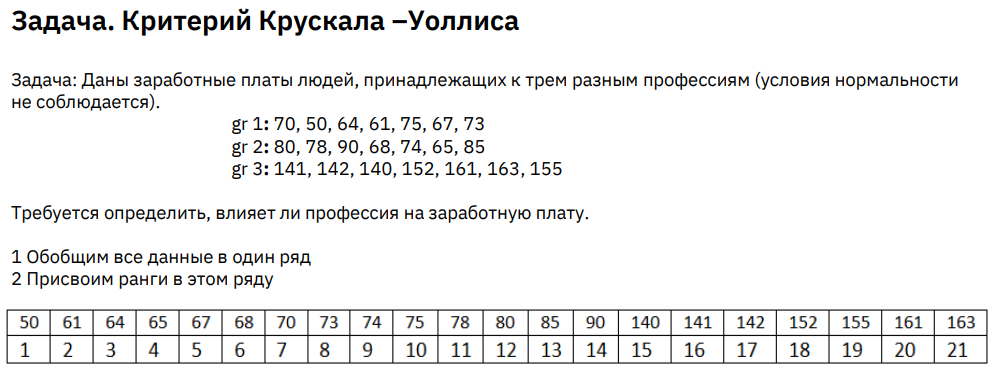 Задача. Критерий Крускала –Уоллиса
Задача: Даны заработные платы людей, принадлежащих к трем разным профессиям (условия нормальности
не соблюдается).
gr 1: 70, 50, 64, 61, 75, 67, 73
gr 2: 80, 78, 90, 68, 74, 65, 85
gr 3: 141, 142, 140, 152, 161, 163, 155
Требуется определить, влияет ли профессия на заработную плату.
1 Обобщим все данные в один ряд
2 Присвоим ранги в этом ряду
50 61 64 65 67 68 70 73 74 75 78 80 85 90 140 141 142 152 155 161 163
1 2 3 4 5 6 7 8 9 10 11 12 13 14 15 16 17 18 19 20 21